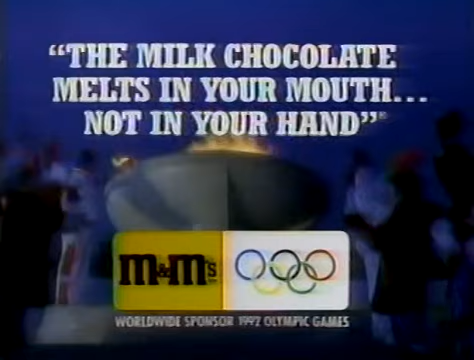 “THE MILK CHOCOLATE
MELTS IN YOUR MOUTH...
NOT IN YOUR HAND”®
m&m's
WORLDWIDE SPONSOR 1992 OLYMPIC GAMES